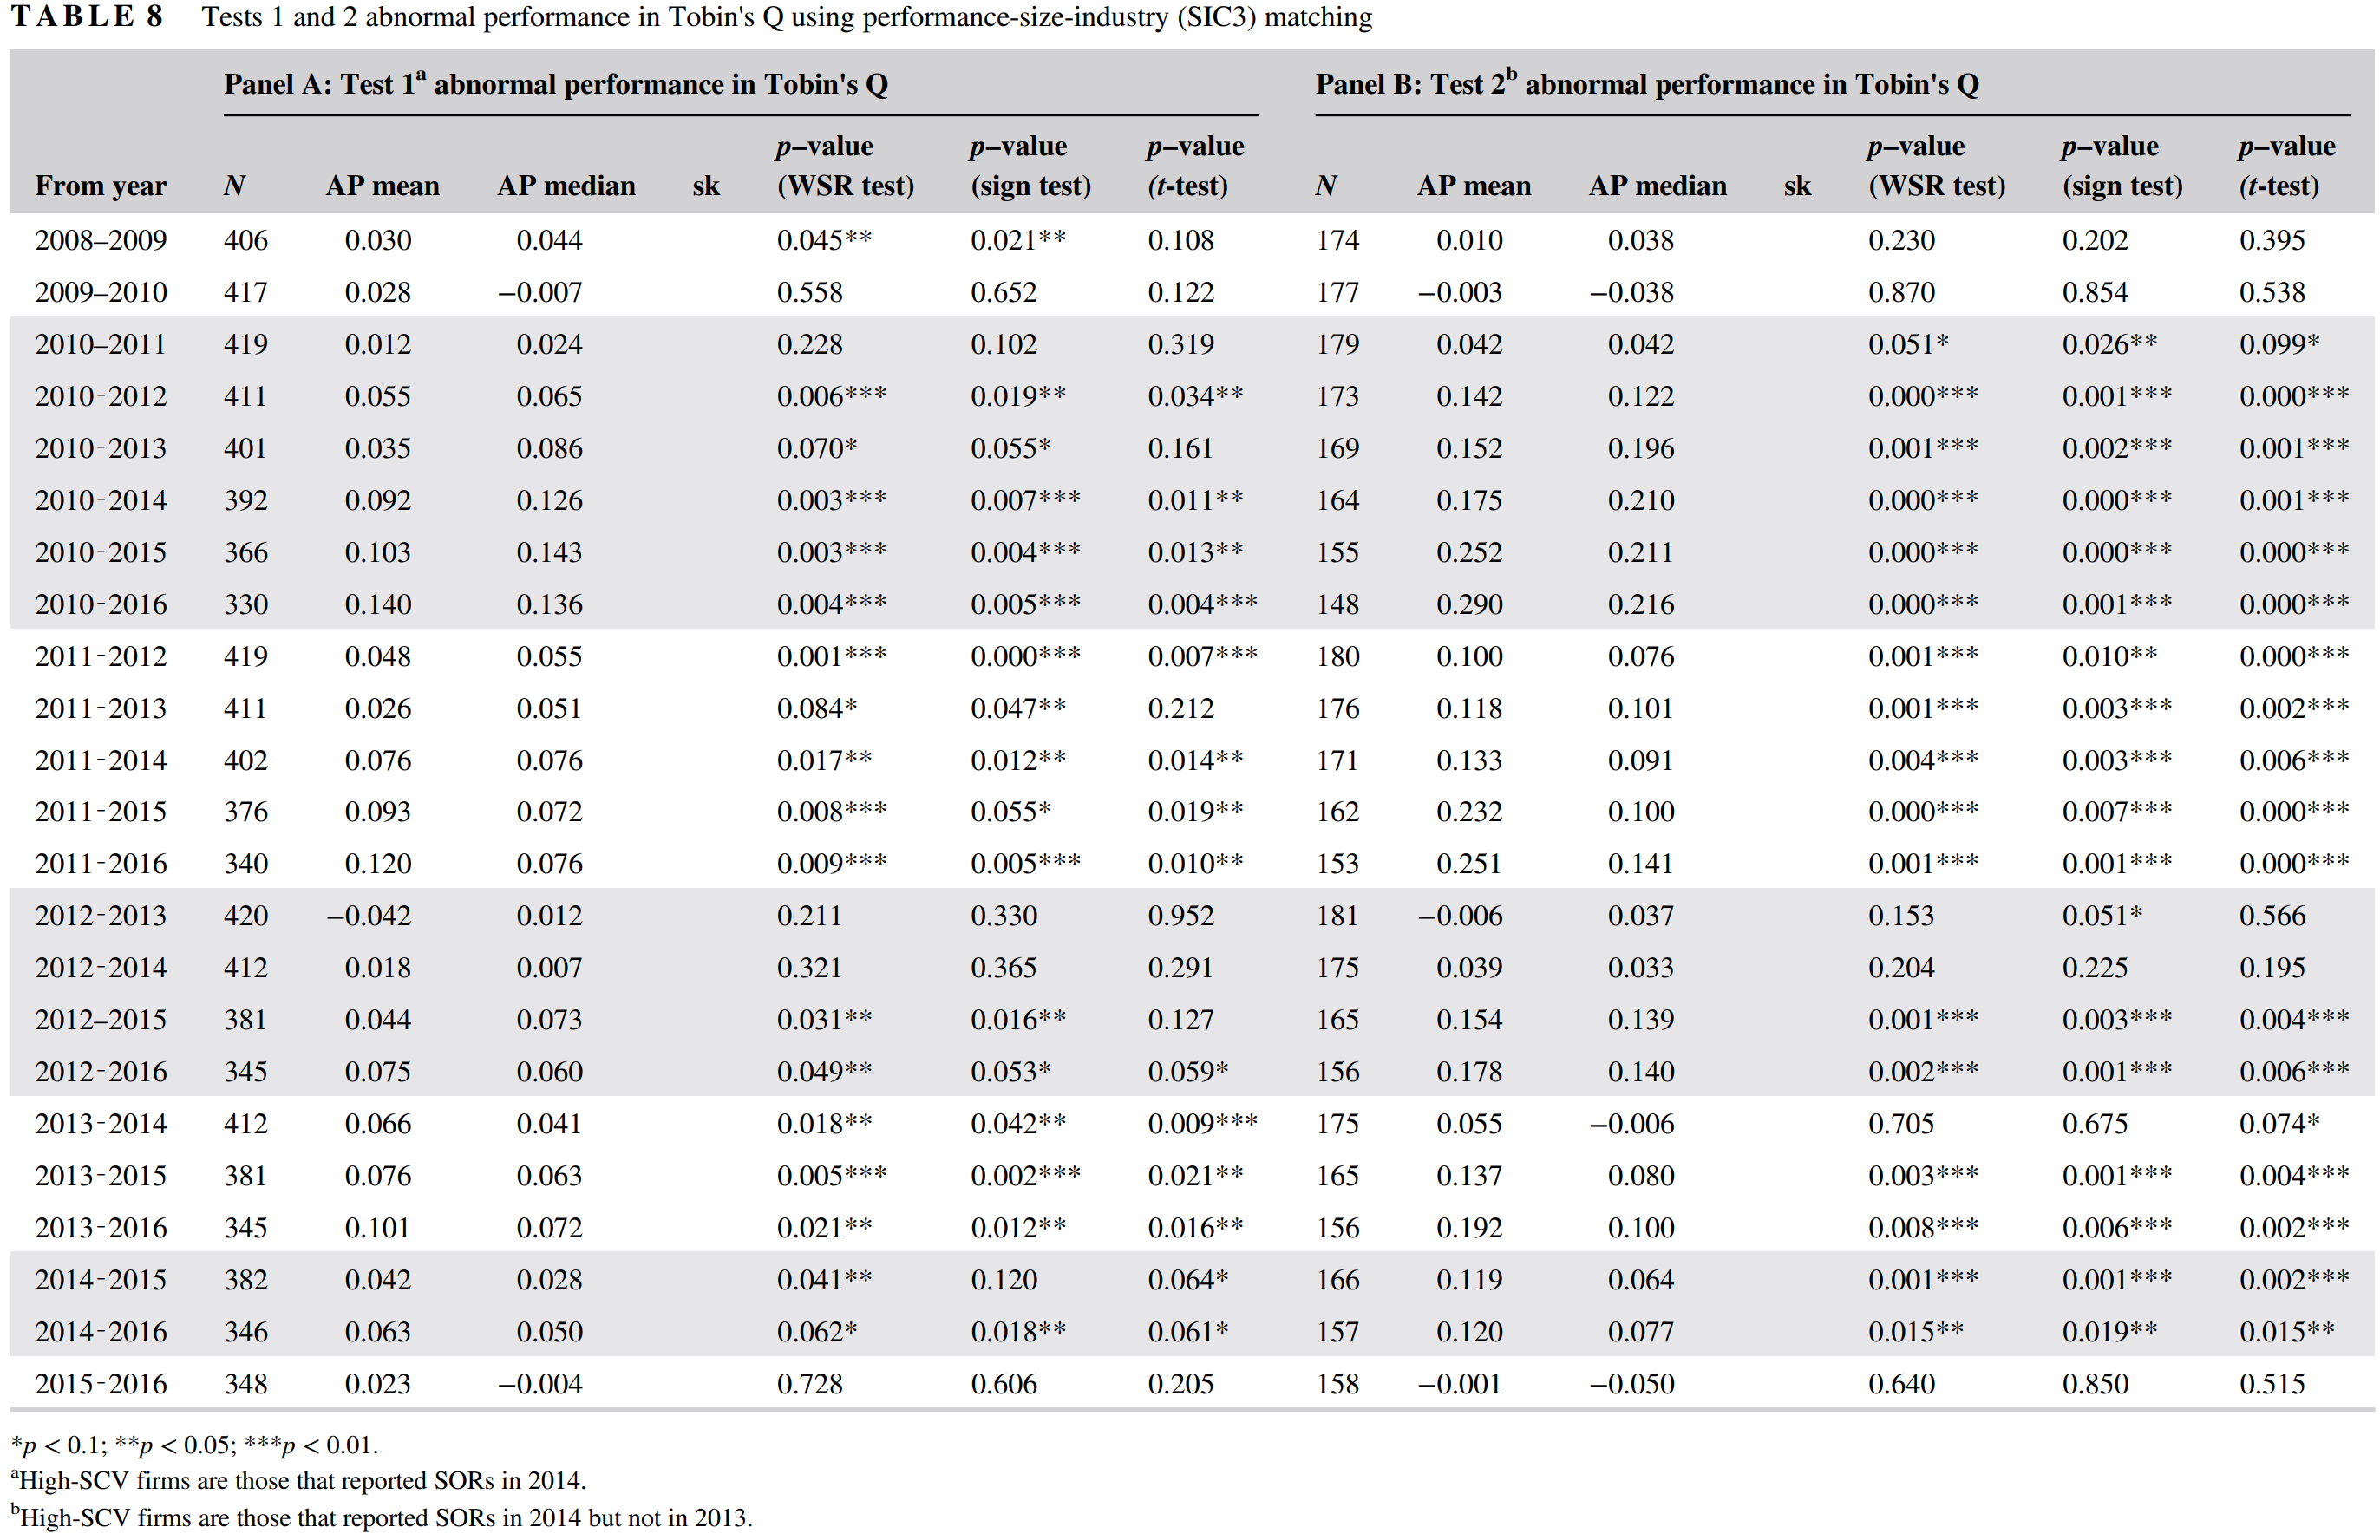 TABLE 8 Tests 1 and 2 abnormal performance in Tobin's Q using performance-size-industry (SIC3) matching
Panel A: Test 1a abnormal performance in Tobin's Q Panel B: Test 2b abnormal performance in Tobin's Q
From year N AP mean AP median sk p–value (WSR test) p–value (sign test) p–value (t-test) N AP mean AP median sk p–value (WSR test) p–value (sign test) p–value (t-test)
2008–2009 406 0.030 0.044 0.045** 0.021** 0.108 174 0.010 0.038 0.230 0.202 0.395
2009–2010 417 0.028 −0.007 0.558 0.652 0.122 177 −0.003 −0.038 0.870 0.854 0.538
2010–2011 419 0.012 0.024 0.228 0.102 0.319 179 0.042 0.042 0.051* 0.026** 0.099*
2010-2012 411 0.055 0.065 0.006*** 0.019** 0.034** 173 0.142 0.122 0.000*** 0.001*** 0.000***
2010-2013 401 0.035 0.086 0.070* 0.055* 0.161 169 0.152 0.196 0.001*** 0.002*** 0.001***
2010-2014 392 0.092 0.126 0.003*** 0.007*** 0.011** 164 0.175 0.210 0.000*** 0.000*** 0.001***
2010-2015 366 0.103 0.143 0.003*** 0.004*** 0.013** 155 0.252 0.211 0.000*** 0.000*** 0.000***
2010-2016 330 0.140 0.136 0.004*** 0.005*** 0.004*** 148 0.290 0.216 0.000*** 0.001*** 0.000***
2011-2012 419 0.048 0.055 0.001*** 0.000*** 0.007*** 180 0.100 0.076 0.001*** 0.010** 0.000***
2011-2013 411 0.026 0.051 0.084* 0.047** 0.212 176 0.118 0.101 0.001*** 0.003*** 0.002***
2011-2014 402 0.076 0.076 0.017** 0.012** 0.014** 171 0.133 0.091 0.004*** 0.003*** 0.006***
2011-2015 376 0.093 0.072 0.008*** 0.055* 0.019** 162 0.232 0.100 0.000*** 0.007*** 0.000***
2011-2016 340 0.120 0.076 0.009*** 0.005*** 0.010** 153 0.251 0.141 0.001*** 0.001*** 0.000***
2012-2013 420 −0.042 0.012 0.211 0.330 0.952 181 −0.006 0.037 0.153 0.051* 0.566
2012-2014 412 0.018 0.007 0.321 0.365 0.291 175 0.039 0.033 0.204 0.225 0.195
2012–2015 381 0.044 0.073 0.031** 0.016** 0.127 165 0.154 0.139 0.001*** 0.003*** 0.004***
2012-2016 345 0.075 0.060 0.049** 0.053* 0.059* 156 0.178 0.140 0.002*** 0.001*** 0.006***
2013-2014 412 0.066 0.041 0.018** 0.042** 0.009*** 175 0.055 −0.006 0.705 0.675 0.074*
2013-2015 381 0.076 0.063 0.005*** 0.002*** 0.021** 165 0.137 0.080 0.003*** 0.001*** 0.004***
2013-2016 345 0.101 0.072 0.021** 0.012** 0.016** 156 0.192 0.100 0.008*** 0.006*** 0.002***
2014-2015 382 0.042 0.028 0.041** 0.120 0.064* 166 0.119 0.064 0.001*** 0.001*** 0.002***
2014-2016 346 0.063 0.050 0.062* 0.018** 0.061* 157 0.120 0.077 0.015** 0.019** 0.015**
2015-2016 348 0.023 −0.004 0.728 0.606 0.205 158 −0.001 −0.050 0.640 0.850 0.515
*p < 0.1; **p < 0.05; ***p < 0.01.
aHigh-SCV firms are those that reported SORs in 2014.
bHigh-SCV firms are those that reported SORs in 2014 but not in 2013.